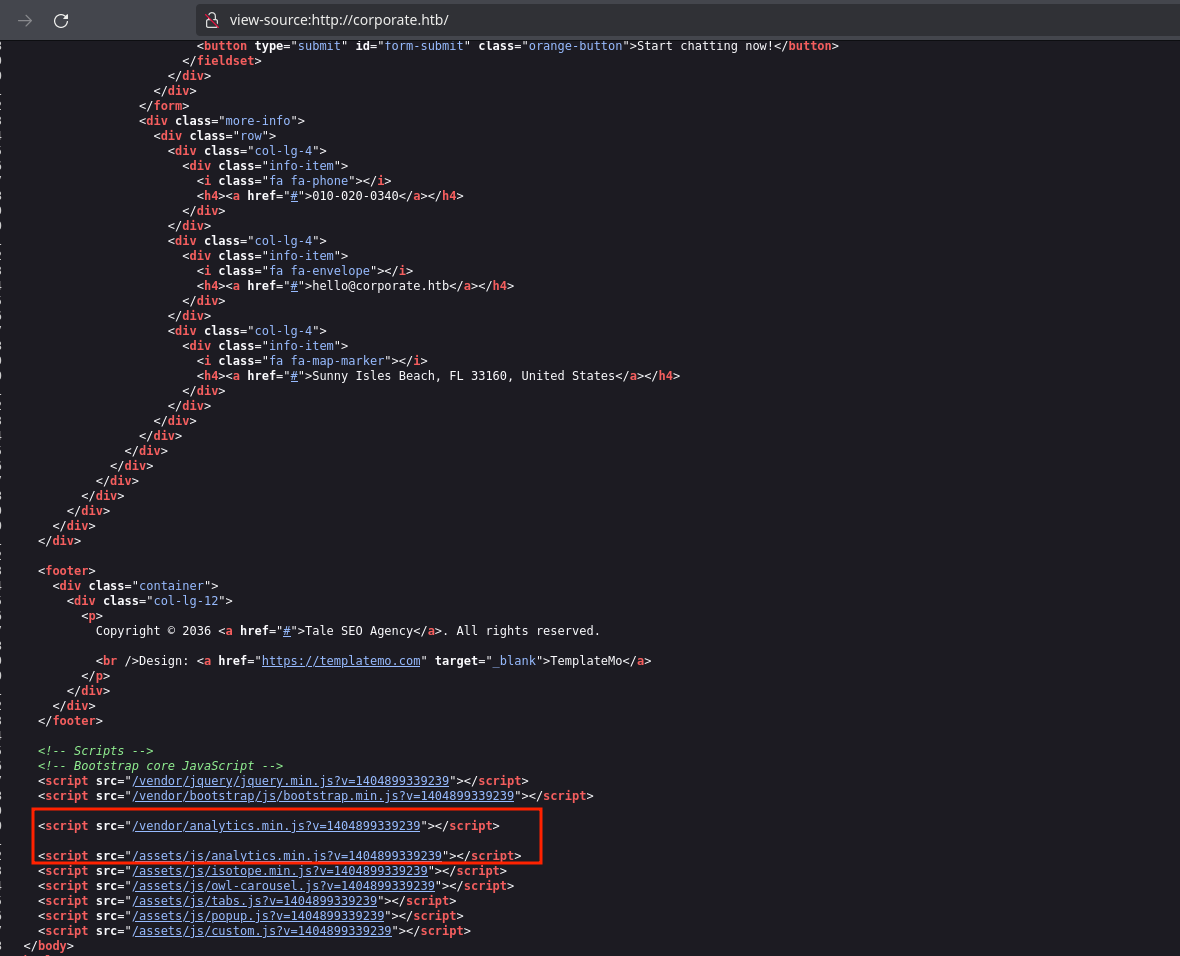 view-source:http://corporate.htb/
<button type="submit" id="form-submit" class="orange-button">Start chatting now!</button>
</fieldset>
</div>
</div>
</form>
<div class="more-info">
<div class="row">
<div class="col-lg-4">
<div class="info-item">
<i class="fa fa-phone"></i>
<h4><a href="#">010-020-0340</a></h4>
</div>
</div>
<div class="col-lg-4">
<div class="info-item">
<i class="fa fa-envelope"></i>
<h4><a href="#">hello@corporate.htb</a></h4>
</div>
</div>
<div class="col-lg-4">
<div class="info-item">
<i class="fa fa-map-marker"></i>
<h4><a href="#">Sunny Isles Beach, FL 33160, United States</a></h4>
</div>
</div>
</div>
</div>
</div>
</div>
</div>
</div>
</div>
</div>
</div>
<footer>
<div class="container">
<div class="col-lg-12">
<p>
Copyright © 2036 <a href="#">Tale SEO Agency</a>. All rights reserved.
<br />Design: <a href="https://templatemo.com" target="_blank">TemplateMo</a>
</p>
</div>
</div>
</footer>
<!-- Scripts -->
<!-- Bootstrap core JavaScript -->
<script src="/vendor/jquery/jquery.min.js?v=1404899339239"></script>
<script src="/vendor/bootstrap/js/bootstrap.min.js?v=1404899339239"></script>
<script src="/vendor/analytics.min.js?v=1404899339239"></script>
<script src="/assets/js/analytics.min.js?v=1404899339239"></script>
<script src="/assets/js/isotope.min.js?v=1404899339239"></script>
<script src="/assets/js/owl-carousel.js?v=1404899339239"></script>
<script src="/assets/js/tabs.js?v=1404899339239"></script>
<script src="/assets/js/popup.js?v=1404899339239"></script>
<script src="/assets/js/custom.js?v=1404899339239"></script>
</body>